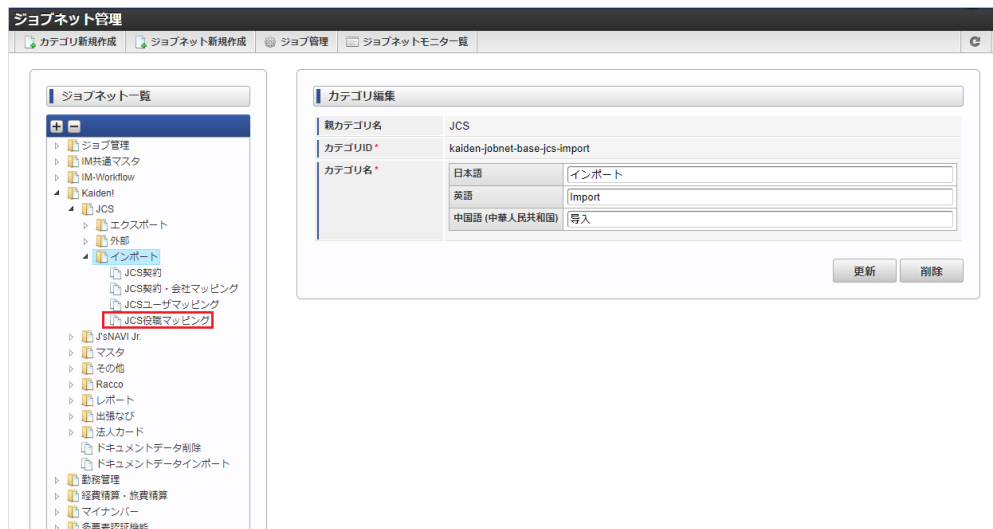 ジョブネット管理
カテゴリ新規作成 ジョブネット新規作成 ジョブ管理 ジョブネットモニター覧
ジョブネット一覧
ジョブ管理
IM共通マスタ
IM-Workflow
Kaiden!
JCS
エクスポート
外部
インポート
JCS契約
JCS契約・会社マッピング
JCSユーザマッピング
JCS役職マッピング
J'sNAVI Jr.
マスタ
その他
Racco
レポート
出張なび
法人カード
ドキュメントデータ削除
ドキュメントデータインポート
勤務管理
経費精算・旅費精算
マイナンバー
多要素認証機能
カテゴリ編集
親カテゴリ名 JCS
カテゴリID * kaiden-jobnet-base-jcs-import
カテゴリ名 * 日本語 インポート
英語 Import
中国語 (中華人民共和国) 导入
更新 削除